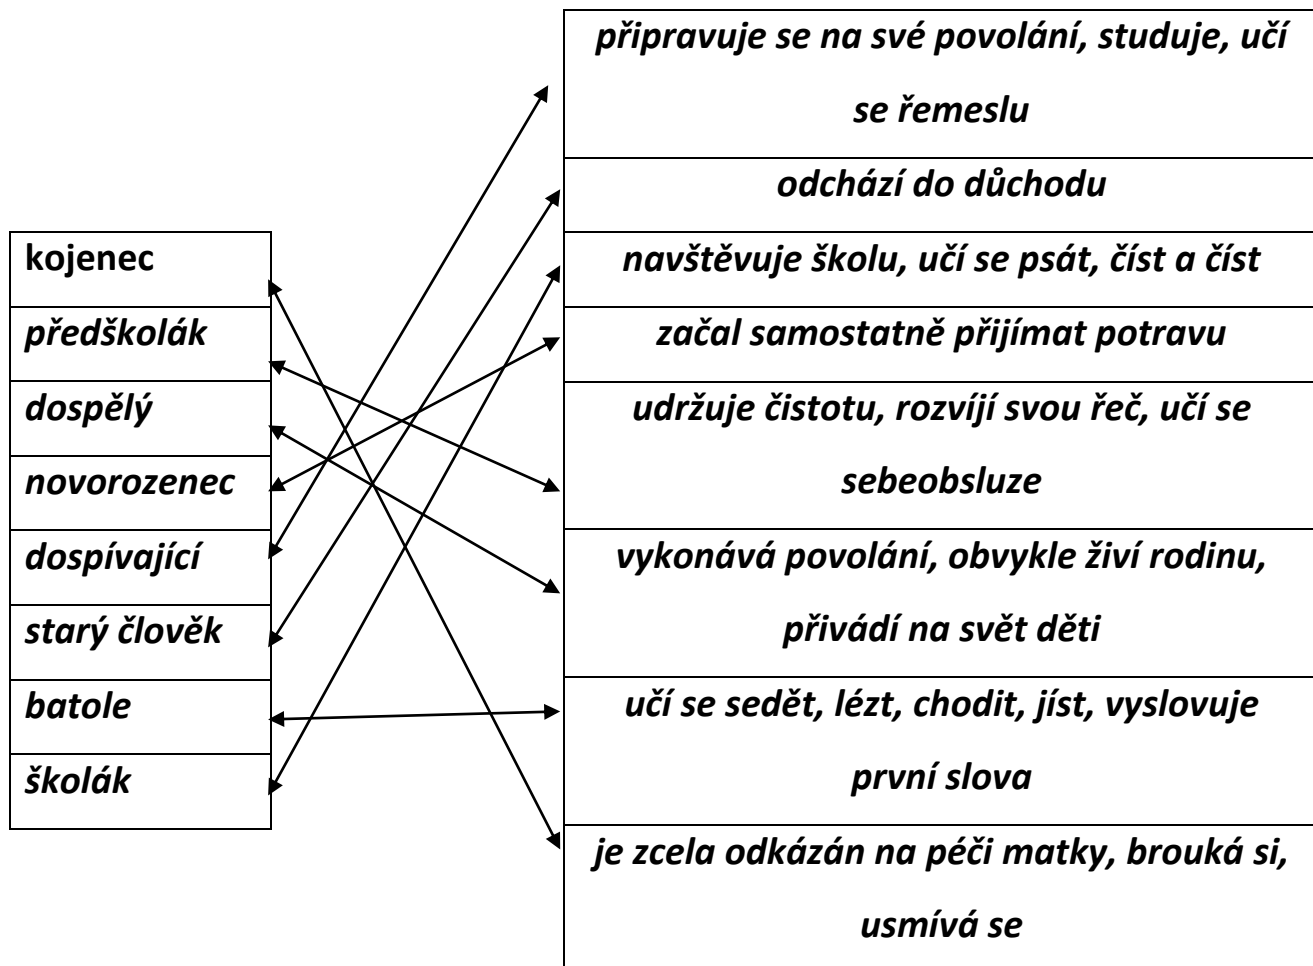 kojenec
předškolák
dospělý
novorozenec
dospívající
starý člověk
batole
školák
připravuje se na své povolání, studuje, učí
se řemeslu
odchází do důchodu
navštěvuje školu, učí se psát, číst a číst
začal samostatně přijímat potravu
udržuje čistotu, rozvíjí svou řeč, učí se
sebeobsluze
vykonává povolání, obvykle živí rodinu,
přivádí na svět děti
učí se sedět, lézt, chodit, jíst, vyslovuje
první slova
je zcela odkázán na péči matky, brouká si,
usmívá se